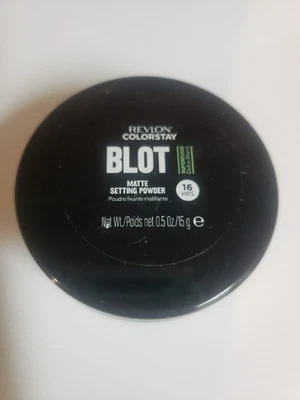 REVLON
COLORSTAY
BLOT
MATTE
SETTING POWDER
Poudre fixante matifiante
16
HRS
Net Wt./Poids net 0.5 Oz/15 g e